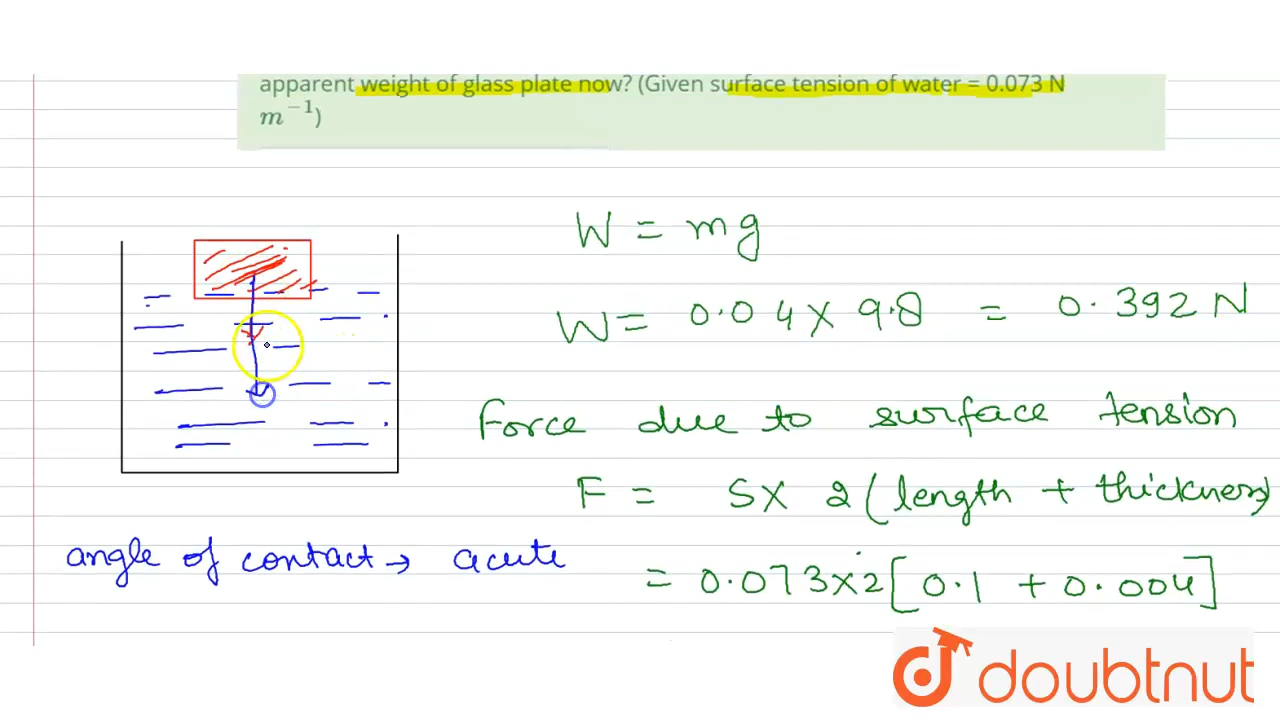 apparent weight of glass plate now? (Given surface tension of water = 0.073 N
m⁻¹)
W = mg
W = 0.04 X 9.8 = 0.392 N
Force due to surface tension
F = S X 2 (length + thickness)
angle of contact → acute
= 0.073 X 2 [0.1 + 0.004]
doubtnut